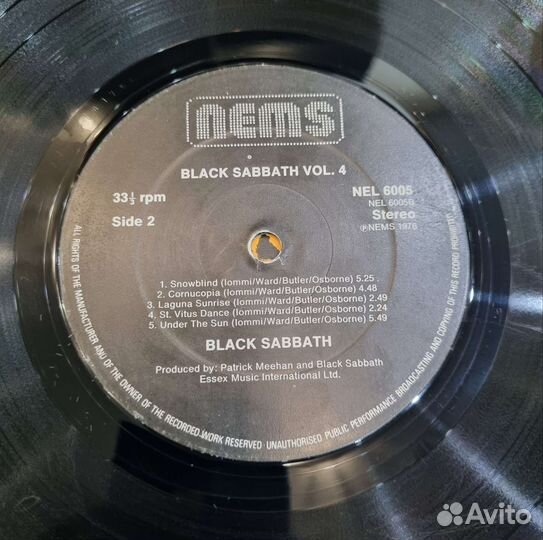 nems
BLACK SABBATH VOL. 4
33⅓ rpm
Side 2
NEL 6005
NEL 6005B
Stereo
ⓅNEMS 1976
1. Snowblind (Iommi/Ward/Butler/Osborne) 5.25
2. Cornucopia (Iommi/Ward/Butler/Osborne) 4.48
3. Laguna Sunrise (Iommi/Ward/Butler/Osborne) 2.49
4. St. Vitus Dance (Iommi/Ward/Butler/Osborne) 2.24
5. Under The Sun (Iommi/Ward/Butler/Osborne) 5.49
BLACK SABBATH
Produced by: Patrick Meehan and Black Sabbath
Essex Music International Ltd.
ALL RIGHTS OF THE MANUFACTURER AND OF THE OWNER OF THE RECORDED WORK RESERVED · UNAUTHORISED PUBLIC PERFORMANCE BROADCASTING AND COPYING OF THIS RECORD PROHIBITED
Avito